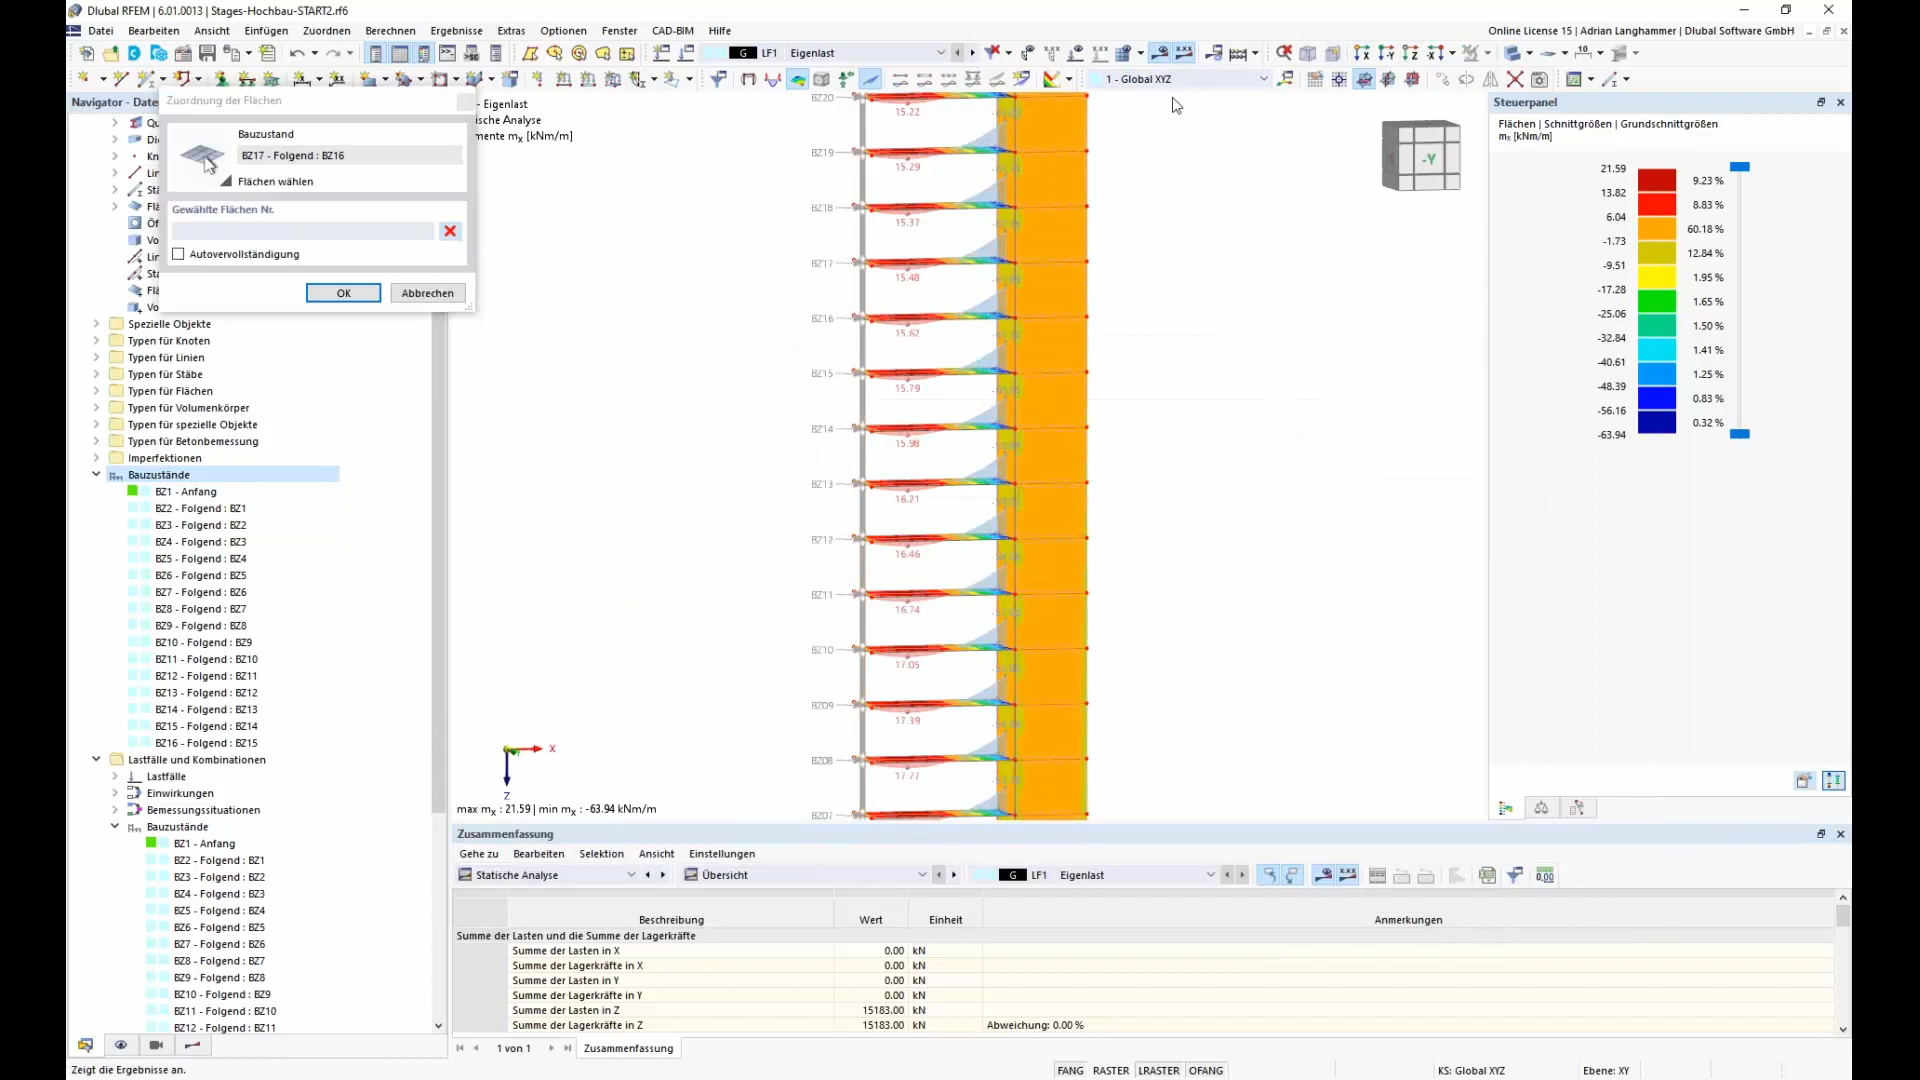 Dlubal RFEM | 6.01.0013 | Stages-Hochbau-START2.rf6
Datei Bearbeiten Ansicht Einfügen Zuordnen Berechnen Ergebnisse Extras Optionen Fenster CAD-BIM Hilfe
Online License 15 | Adrian Langhammer | Dlubal Software GmbH
G LF1 Eigenlast
1 - Global XYZ
Navigator - Date
Zuordnung der Flächen
Bauzustand
BZ17 - Folgend : BZ16
Flächen wählen
Gewählte Flächen Nr.
Autovervollständigung
OK Abbrechen
Spezielle Objekte
Typen für Knoten
Typen für Linien
Typen für Stäbe
Typen für Flächen
Typen für Volumenkörper
Typen für spezielle Objekte
Typen für Betonbemessung
Imperfektionen
Bauzustände
BZ1 - Anfang
BZ2 - Folgend : BZ1
BZ3 - Folgend : BZ2
BZ4 - Folgend : BZ3
BZ5 - Folgend : BZ4
BZ6 - Folgend : BZ5
BZ7 - Folgend : BZ6
BZ8 - Folgend : BZ7
BZ9 - Folgend : BZ8
BZ10 - Folgend : BZ9
BZ11 - Folgend : BZ10
BZ12 - Folgend : BZ11
BZ13 - Folgend : BZ12
BZ14 - Folgend : BZ13
BZ15 - Folgend : BZ14
BZ16 - Folgend : BZ15
Lastfälle und Kombinationen
Lastfälle
Einwirkungen
Bemessungssituationen
Bauzustände
BZ1 - Anfang
BZ2 - Folgend : BZ1
BZ3 - Folgend : BZ2
BZ4 - Folgend : BZ3
BZ5 - Folgend : BZ4
BZ6 - Folgend : BZ5
BZ7 - Folgend : BZ6
BZ8 - Folgend : BZ7
BZ9 - Folgend : BZ8
BZ10 - Folgend : BZ9
BZ11 - Folgend : BZ10
BZ12 - Folgend : BZ11
- Eigenlast
ische Analyse
mente mx [kNm/m]
BZ20
15.22
BZ19
15.29
BZ18
15.37
BZ17
15.48
BZ16
15.62
BZ15
15.79
BZ14
15.98
BZ13
16.21
BZ12
16.46
BZ11
16.74
BZ10
17.05
BZ09
17.39
BZ08
17.77
BZ07
-Y
X
Z
max mx : 21.59 | min mx : -63.94 kNm/m
Steuerpanel
Flächen | Schnittgrößen | Grundschnittgrößen
mx [kNm/m]
21.59
9.23 %
13.82
8.83 %
6.04
60.18 %
-1.73
12.84 %
-9.51
1.95 %
-17.28
1.65 %
-25.06
1.50 %
-32.84
1.41 %
-40.61
1.25 %
-48.39
0.83 %
-56.16
0.32 %
-63.94
Zusammenfassung
Gehe zu Bearbeiten Selektion Ansicht Einstellungen
Statische Analyse Übersicht G LF1 Eigenlast
Beschreibung Wert Einheit Anmerkungen
Summe der Lasten und die Summe der Lagerkräfte
Summe der Lasten in X 0.00 kN
Summe der Lagerkräfte in X 0.00 kN
Summe der Lasten in Y 0.00 kN
Summe der Lagerkräfte in Y 0.00 kN
Summe der Lasten in Z 15183.00 kN
Summe der Lagerkräfte in Z 15183.00 kN Abweichung: 0.00 %
1 von 1 Zusammenfassung
Zeigt die Ergebnisse an.
FANG RASTER LRASTER OFANG
KS: Global XYZ
Ebene: XY